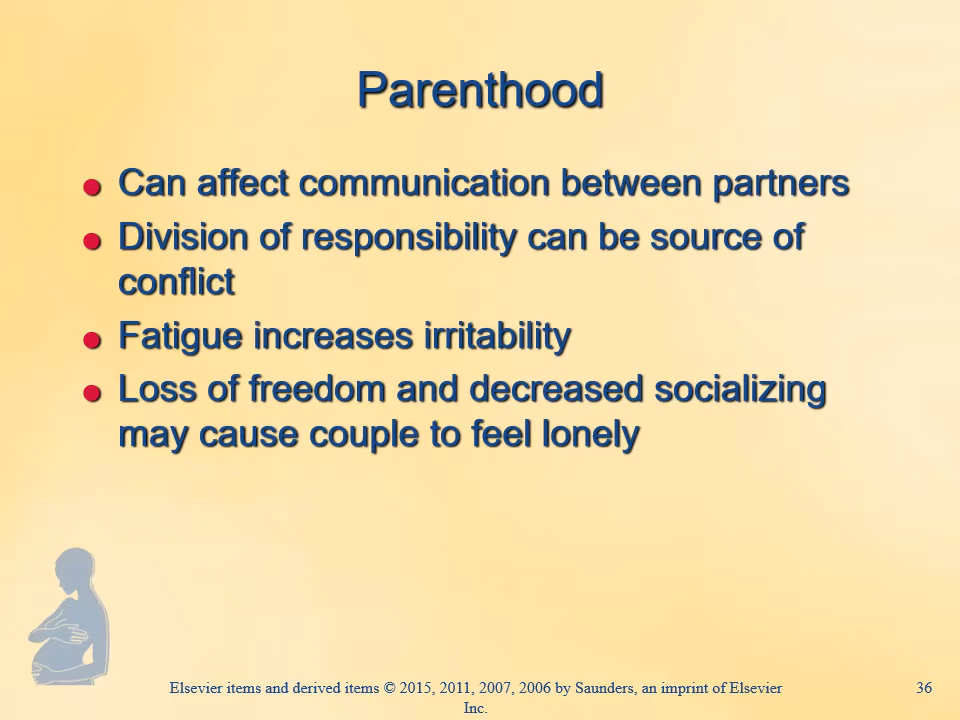 Parenthood
● Can affect communication between partners
● Division of responsibility can be source of
conflict
● Fatigue increases irritability
● Loss of freedom and decreased socializing
may cause couple to feel lonely
Elsevier items and derived items © 2015, 2011, 2007, 2006 by Saunders, an imprint of Elsevier
Inc.
36